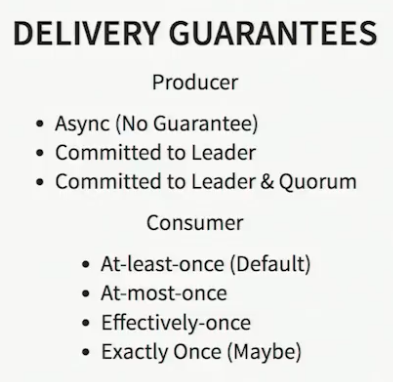 DELIVERY GUARANTEES
Producer
• Async (No Guarantee)
• Committed to Leader
• Committed to Leader & Quorum
Consumer
• At-least-once (Default)
• At-most-once
• Effectively-once
• Exactly Once (Maybe)